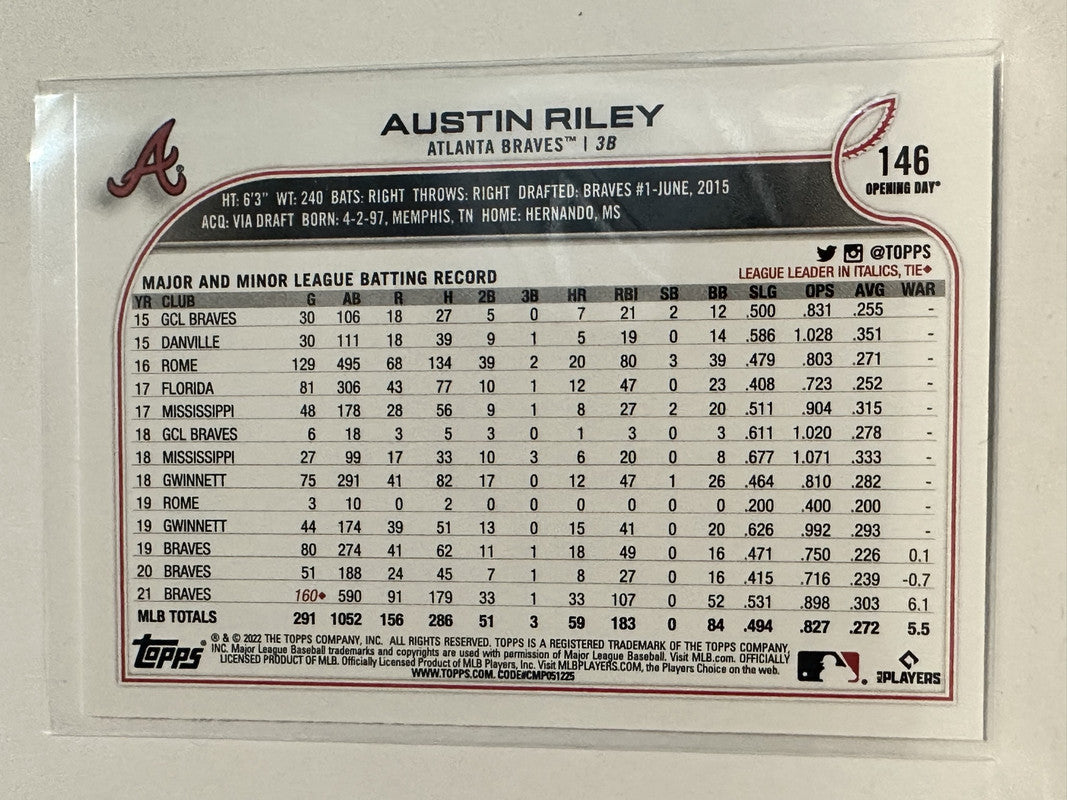 AUSTIN RILEY
ATLANTA BRAVES™ | 3B
A
146
OPENING DAY®
HT: 6'3" WT: 240 BATS: RIGHT THROWS: RIGHT DRAFTED: BRAVES #1-JUNE, 2015
ACQ: VIA DRAFT BORN: 4-2-97, MEMPHIS, TN HOME: HERNANDO, MS
@TOPPS
MAJOR AND MINOR LEAGUE BATTING RECORD
LEAGUE LEADER IN ITALICS, TIE◆
YR CLUB G AB R H 2B 3B HR RBI SB BB SLG OPS AVG WAR
15 GCL BRAVES 30 106 18 27 5 0 7 21 2 12 .500 .831 .255 -
15 DANVILLE 30 111 18 39 9 1 5 19 0 14 .586 1.028 .351 -
16 ROME 129 495 68 134 39 2 20 80 3 39 .479 .803 .271 -
17 FLORIDA 81 306 43 77 10 1 12 47 0 23 .408 .723 .252 -
17 MISSISSIPPI 48 178 28 56 9 1 8 27 2 20 .511 .904 .315 -
18 GCL BRAVES 6 18 3 5 3 0 1 3 0 3 .611 1.020 .278 -
18 MISSISSIPPI 27 99 17 33 10 3 6 20 0 8 .677 1.071 .333 -
18 GWINNETT 75 291 41 82 17 0 12 47 1 26 .464 .810 .282 -
19 ROME 3 10 0 2 0 0 0 0 0 0 .200 .400 .200 -
19 GWINNETT 44 174 39 51 13 0 15 41 0 20 .626 .992 .293 -
19 BRAVES 80 274 41 62 11 1 18 49 0 16 .471 .750 .226 0.1
20 BRAVES 51 188 24 45 7 1 8 27 0 16 .415 .716 .239 -0.7
21 BRAVES 160◆ 590 91 179 33 1 33 107 0 52 .531 .898 .303 6.1
MLB TOTALS 291 1052 156 286 51 3 59 183 0 84 .494 .827 .272 5.5
topps
® & © 2022 THE TOPPS COMPANY, INC. ALL RIGHTS RESERVED. TOPPS IS A REGISTERED TRADEMARK OF THE TOPPS COMPANY,
INC. Major League Baseball trademarks and copyrights are used with permission of Major League Baseball. Visit MLB.com. OFFICIALLY
LICENSED PRODUCT OF MLB. Officially Licensed Product of MLB Players, Inc. Visit MLBPLAYERS.COM, the Players Choice on the web.
WWW.TOPPS.COM. CODE#CMP051225
MLB PLAYERS